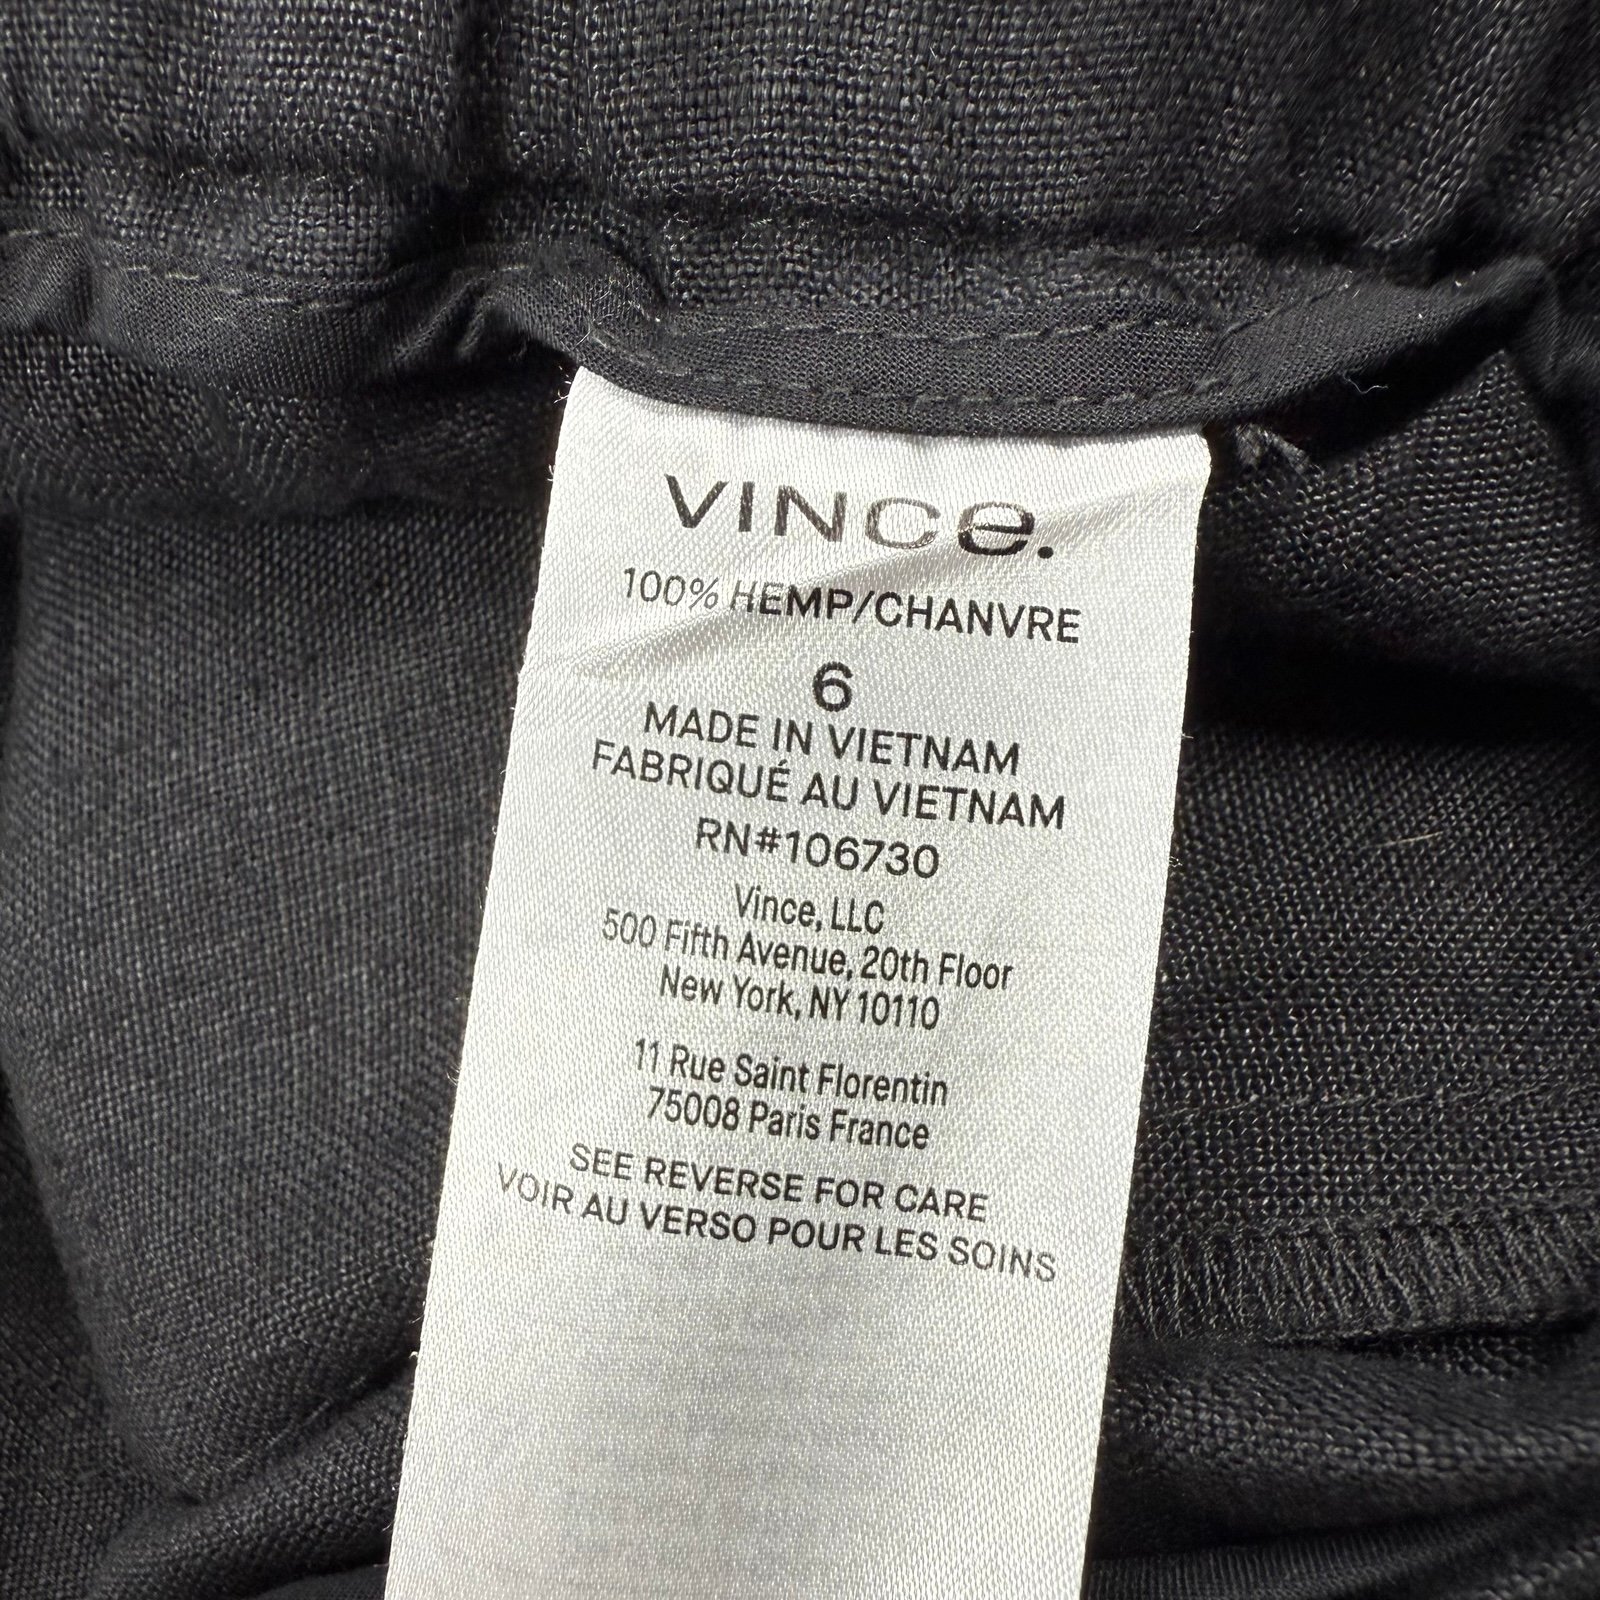 VINCE.
100% HEMP/CHANVRE
6
MADE IN VIETNAM
FABRIQUÉ AU VIETNAM
RN#106730
Vince, LLC
500 Fifth Avenue, 20th Floor
New York, NY 10110
11 Rue Saint Florentin
75008 Paris France
SEE REVERSE FOR CARE
VOIR AU VERSO POUR LES SOINS